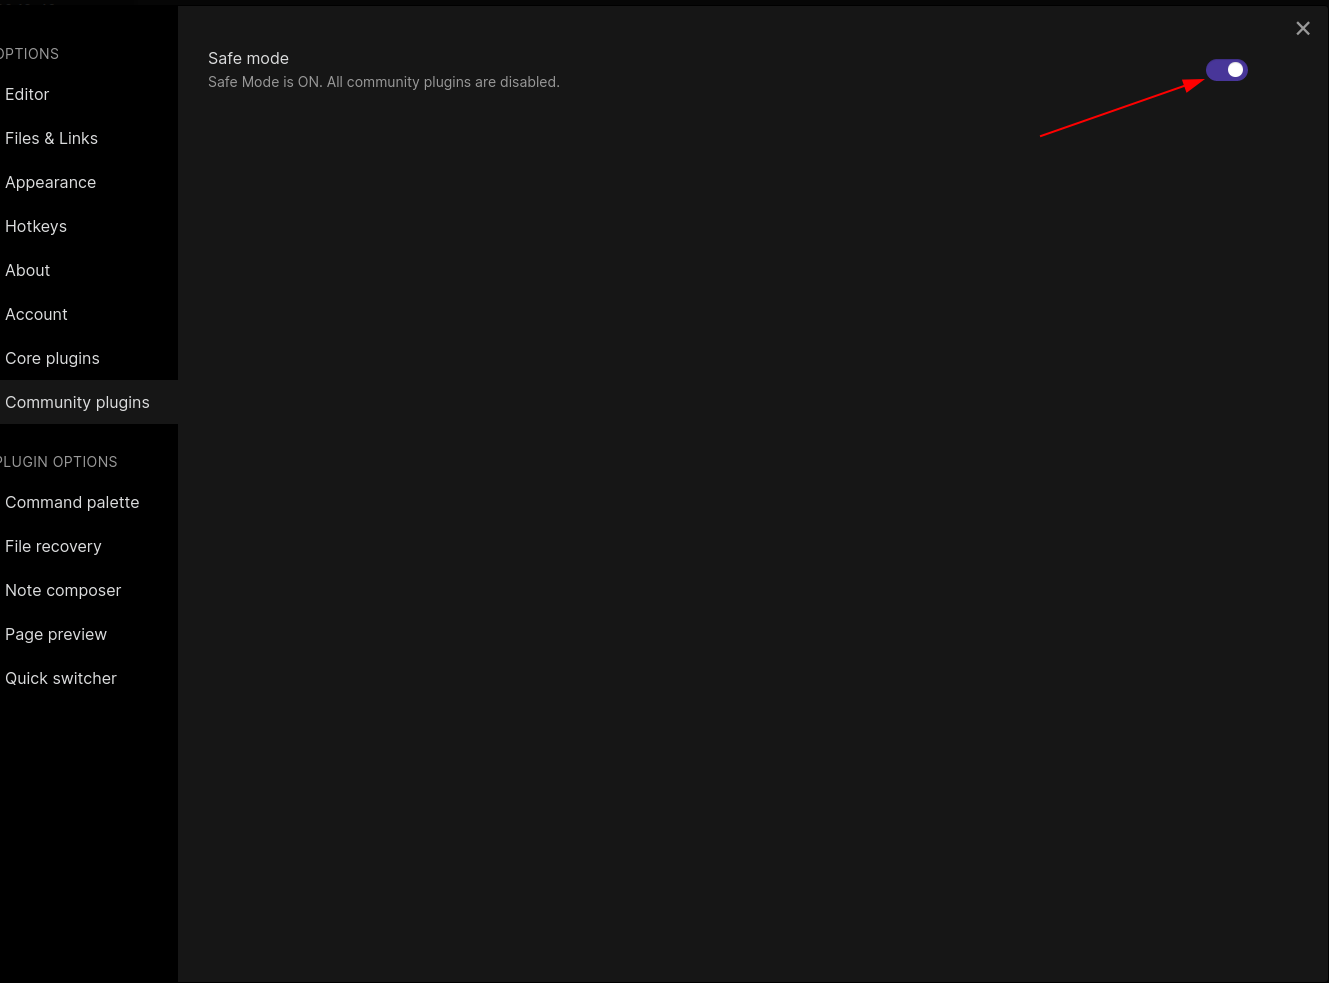 OPTIONS
Editor
Files & Links
Appearance
Hotkeys
About
Account
Core plugins
Community plugins
PLUGIN OPTIONS
Command palette
File recovery
Note composer
Page preview
Quick switcher
Safe mode
Safe Mode is ON. All community plugins are disabled.